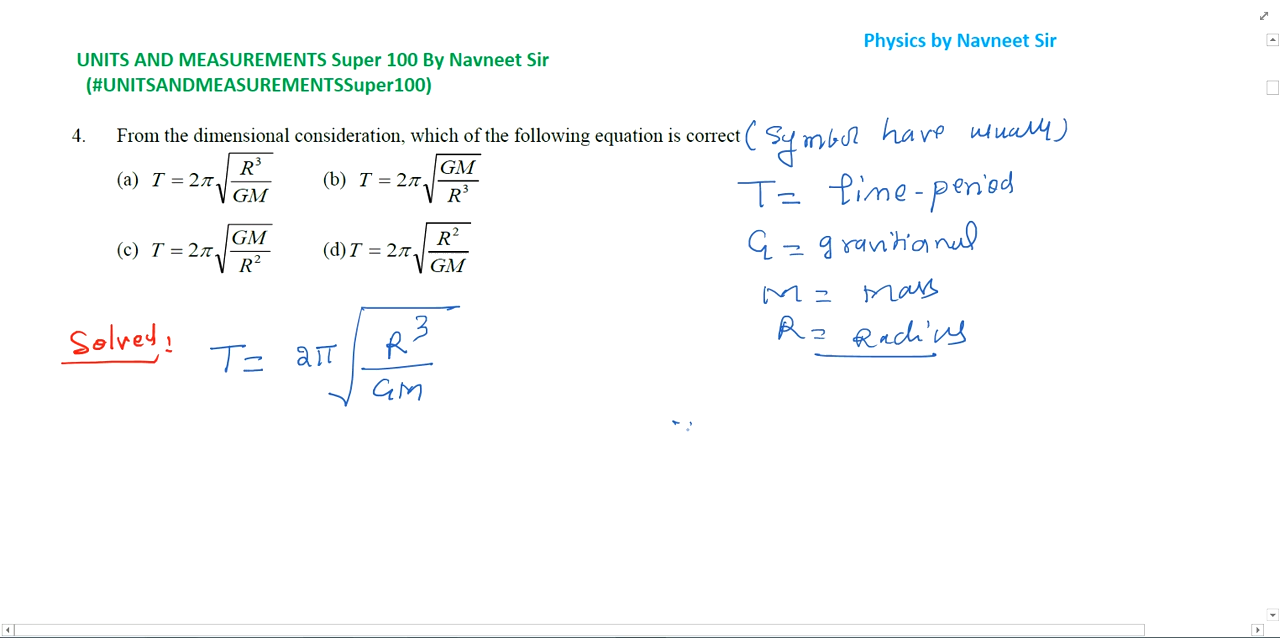 Physics by Navneet Sir
UNITS AND MEASUREMENTS Super 100 By Navneet Sir
(#UNITSANDMEASUREMENTSSuper100)
4. From the dimensional consideration, which of the following equation is correct (Symbol have usually)
(a) T = 2π√(R³/GM) (b) T = 2π√(GM/R³)
(c) T = 2π√(GM/R²) (d) T = 2π√(R²/GM)
T = time-period
G = gravitianal
M = mass
R = Radius
Solved:
T = 2π√(R³/GM)